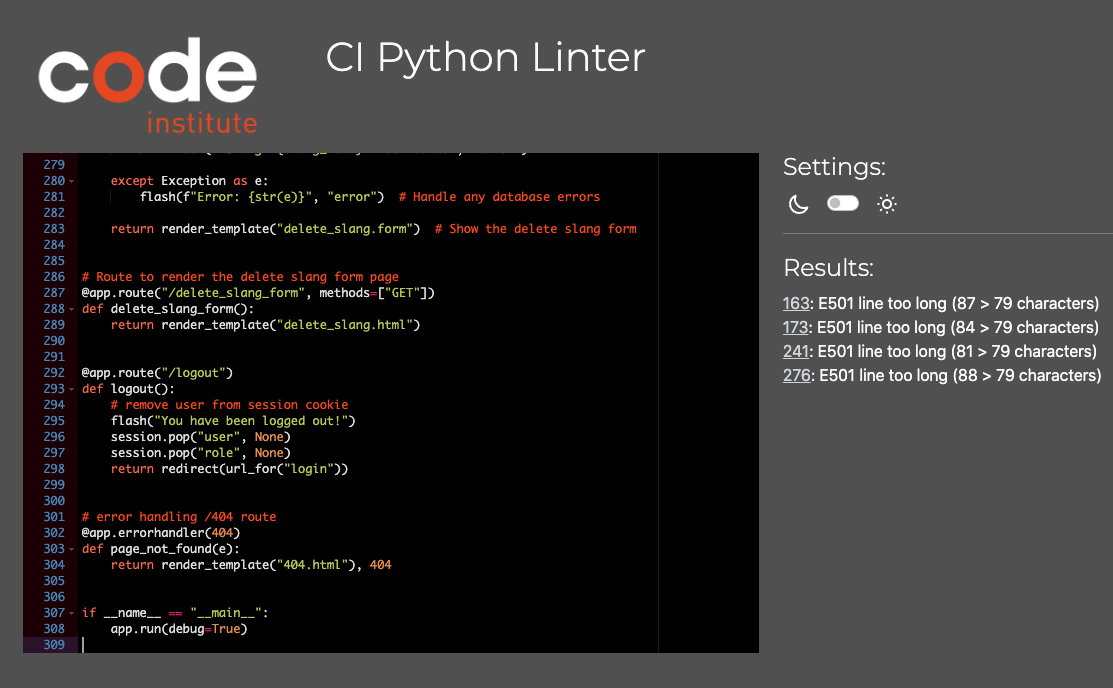 code
institute
CI Python Linter
279
280 except Exception as e:
281 flash(f"Error: {str(e)}", "error")  # Handle any database errors
282
283 return render_template("delete_slang.form")  # Show the delete slang form
284
285
286 # Route to render the delete slang form page
287 @app.route("/delete_slang_form", methods=["GET"])
288 def delete_slang_form():
289 return render_template("delete_slang.html")
290
291
292 @app.route("/logout")
293 def logout():
294 # remove user from session cookie
295 flash("You have been logged out!")
296 session.pop("user", None)
297 session.pop("role", None)
298 return redirect(url_for("login"))
299
300
301 # error handling /404 route
302 @app.errorhandler(404)
303 def page_not_found(e):
304 return render_template("404.html"), 404
305
306
307 if __name__ == "__main__":
308 app.run(debug=True)
309
Settings:
Results:
163: E501 line too long (87 > 79 characters)
173: E501 line too long (84 > 79 characters)
241: E501 line too long (81 > 79 characters)
276: E501 line too long (88 > 79 characters)